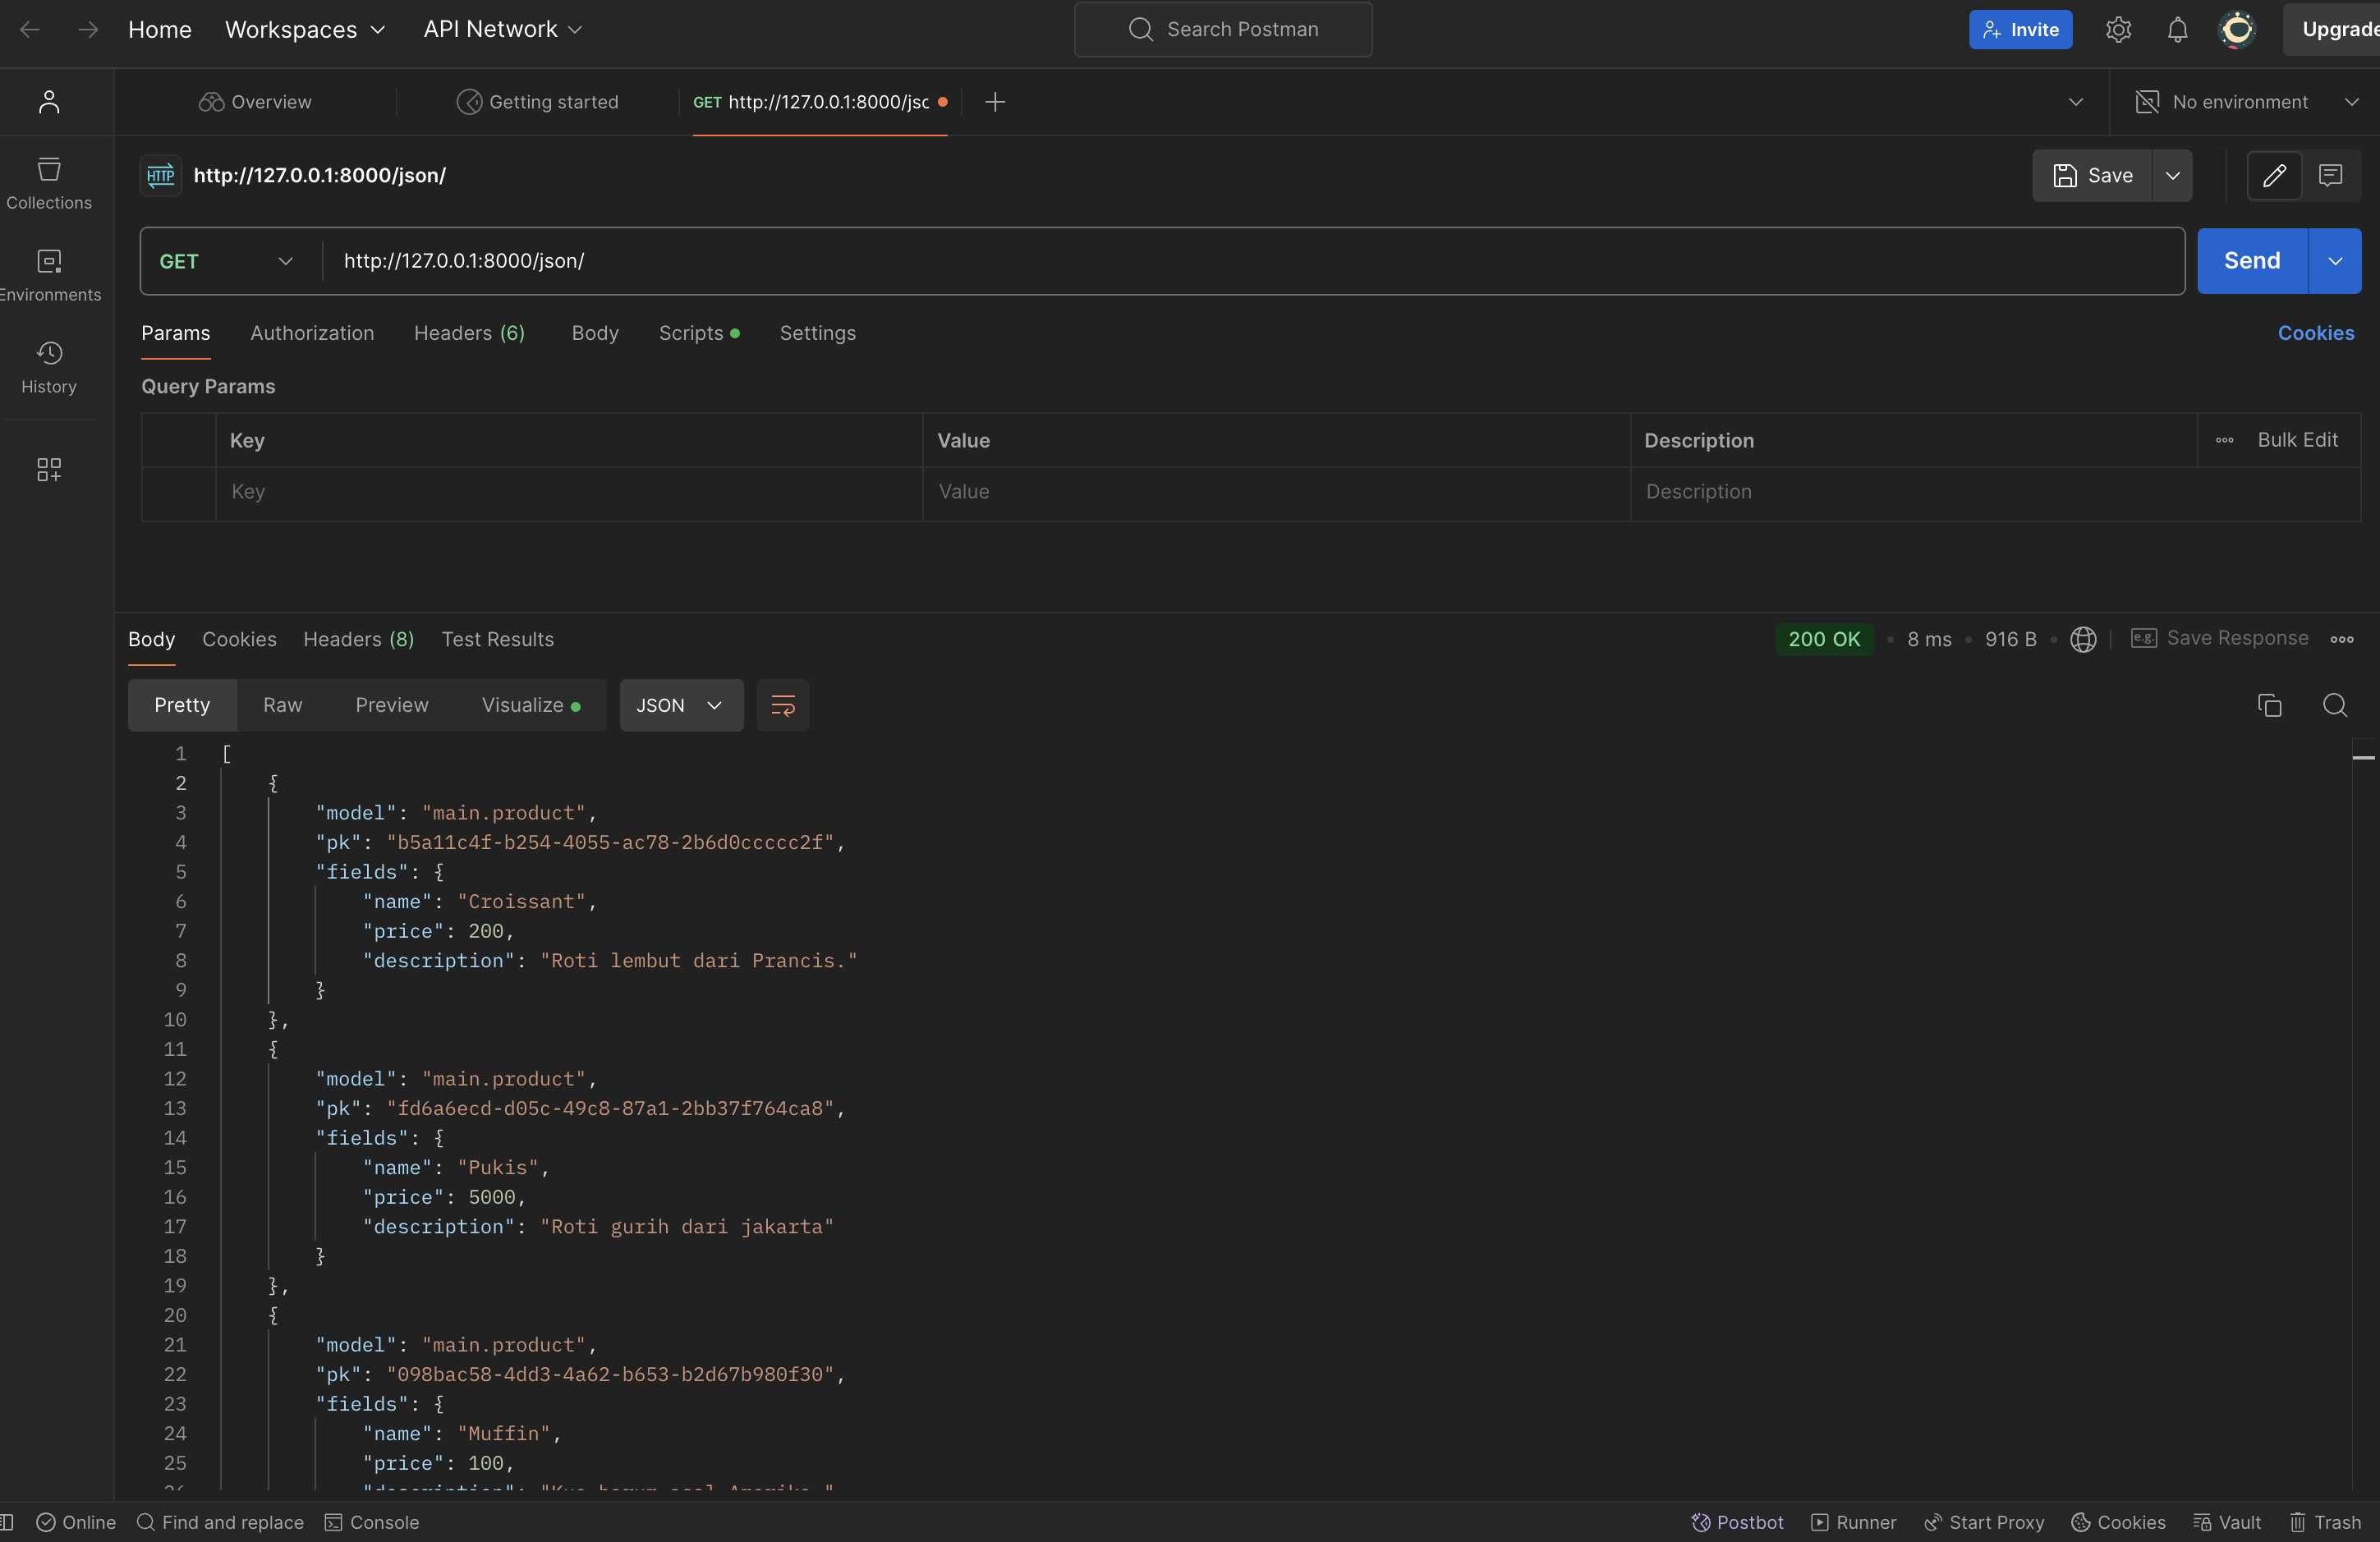 Home Workspaces API Network Search Postman Invite Upgrade
Overview Getting started GET http://127.0.0.1:8000/jsc No environment
HTTP http://127.0.0.1:8000/json/ Save
Collections
GET http://127.0.0.1:8000/json/ Send
Environments
Params Authorization Headers (6) Body Scripts Settings Cookies
History
Query Params
Key Value Description Bulk Edit
Key Value Description
Body Cookies Headers (8) Test Results 200 OK 8 ms 916 B e.g. Save Response
Pretty Raw Preview Visualize JSON
1 [
2 {
3 "model": "main.product",
4 "pk": "b5a11c4f-b254-4055-ac78-2b6d0ccccc2f",
5 "fields": {
6 "name": "Croissant",
7 "price": 200,
8 "description": "Roti lembut dari Prancis."
9 }
10 },
11 {
12 "model": "main.product",
13 "pk": "fd6a6ecd-d05c-49c8-87a1-2bb37f764ca8",
14 "fields": {
15 "name": "Pukis",
16 "price": 5000,
17 "description": "Roti gurih dari jakarta"
18 }
19 },
20 {
21 "model": "main.product",
22 "pk": "098bac58-4dd3-4a62-b653-b2d67b980f30",
23 "fields": {
24 "name": "Muffin",
25 "price": 100,
Online Find and replace Console Postbot Runner Start Proxy Cookies Vault Trash